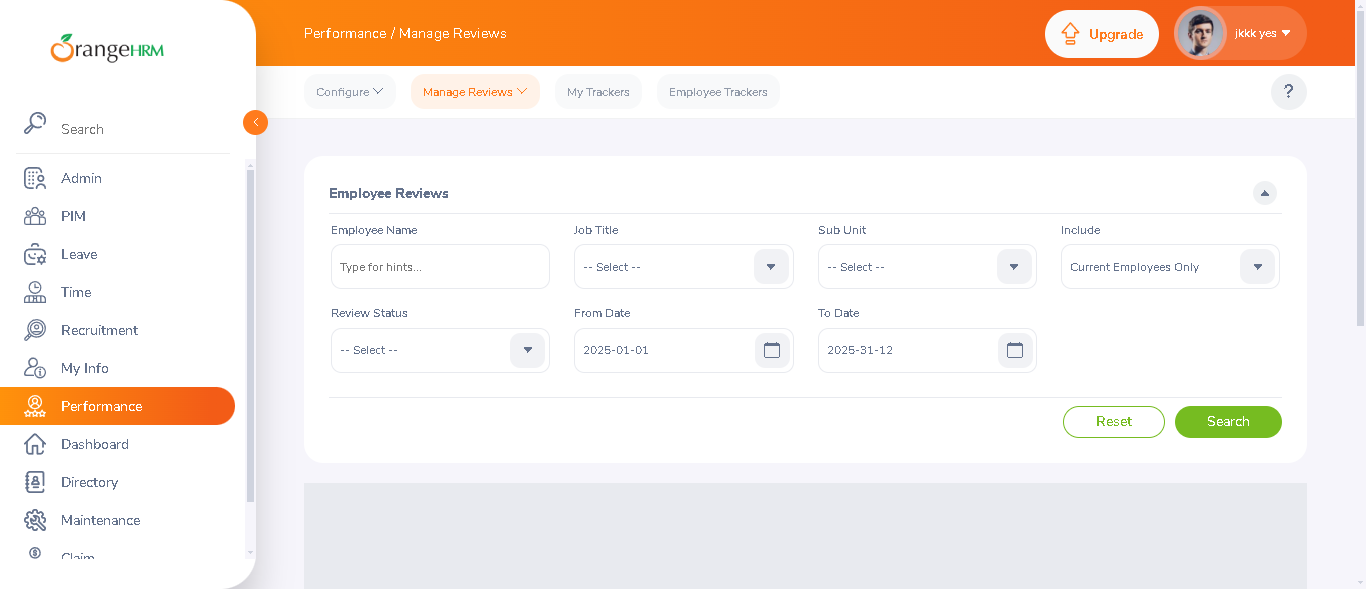 OrangeHRM
Performance / Manage Reviews
Upgrade
jkkk yes
Configure
Manage Reviews
My Trackers
Employee Trackers
?
Search
Admin
PIM
Leave
Time
Recruitment
My Info
Performance
Dashboard
Directory
Maintenance
Claim
Employee Reviews
Employee Name
Job Title
Sub Unit
Include
Type for hints...
-- Select --
-- Select --
Current Employees Only
Review Status
From Date
To Date
-- Select --
2025-01-01
2025-31-12
Reset
Search